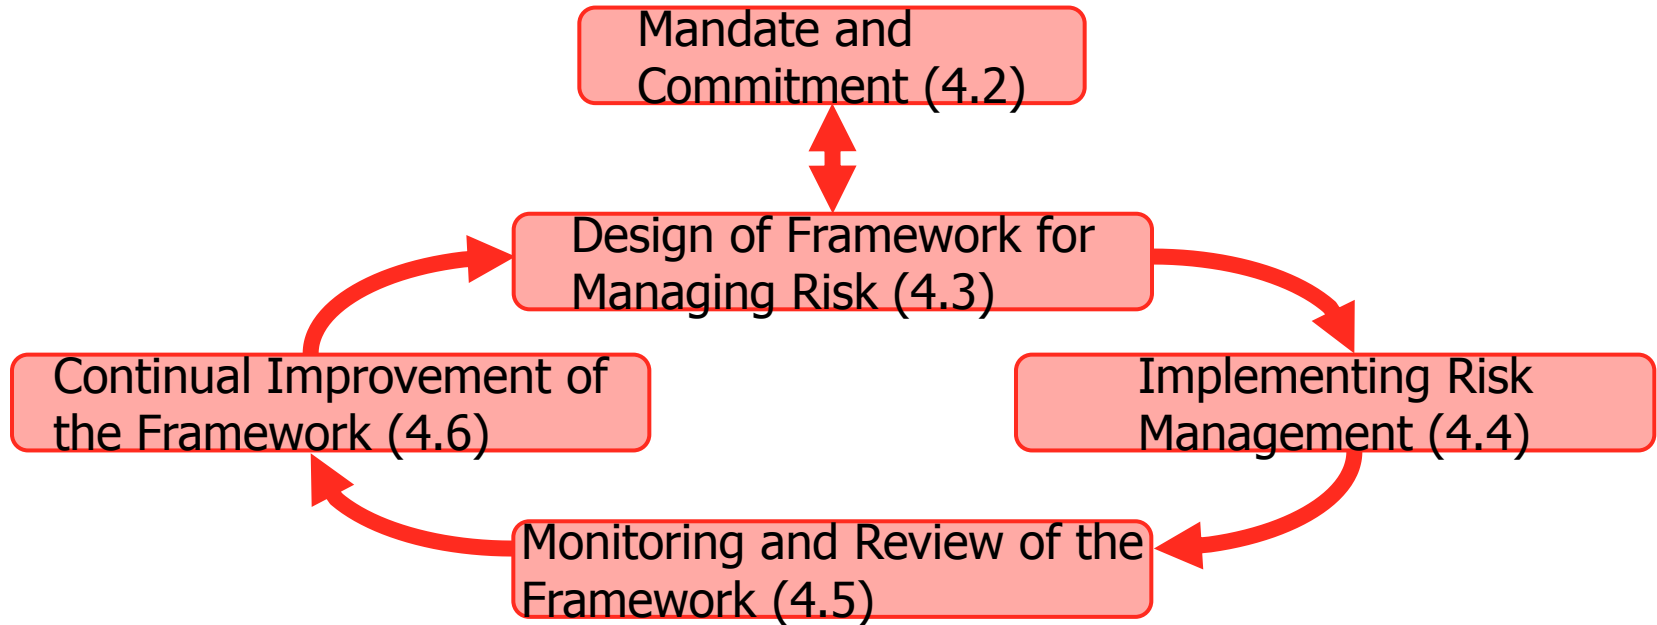 Mandate and
Commitment (4.2)
Design of Framework for
Managing Risk (4.3)
Continual Improvement of
the Framework (4.6)
Implementing Risk
Management (4.4)
Monitoring and Review of the
Framework (4.5)